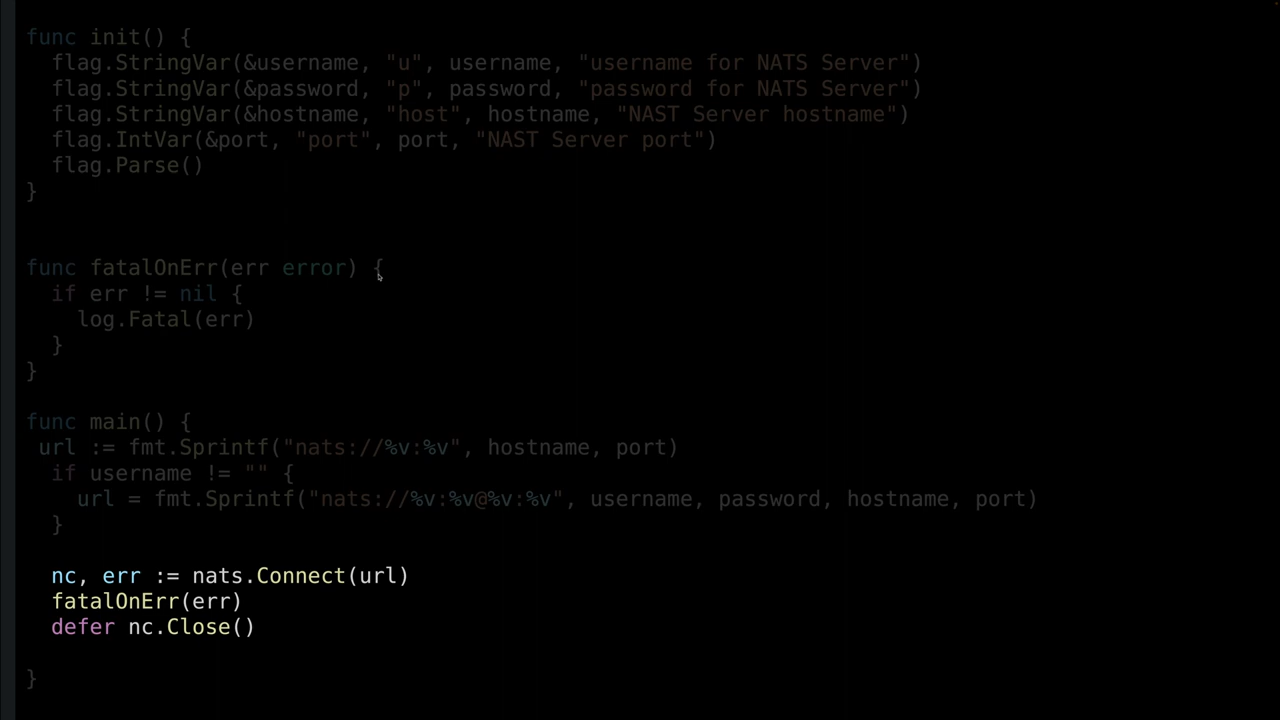 func init() {
  flag.StringVar(&username, "u", username, "username for NATS Server")
  flag.StringVar(&password, "p", password, "password for NATS Server")
  flag.StringVar(&hostname, "host", hostname, "NAST Server hostname")
  flag.IntVar(&port, "port", port, "NAST Server port")
  flag.Parse()
}
func fatalOnErr(err error) {
  if err != nil {
    log.Fatal(err)
  }
}
func main() {
 url := fmt.Sprintf("nats://%v:%v", hostname, port)
  if username != "" {
    url = fmt.Sprintf("nats://%v:%v@%v:%v", username, password, hostname, port)
  }
  nc, err := nats.Connect(url)
  fatalOnErr(err)
  defer nc.Close()
}